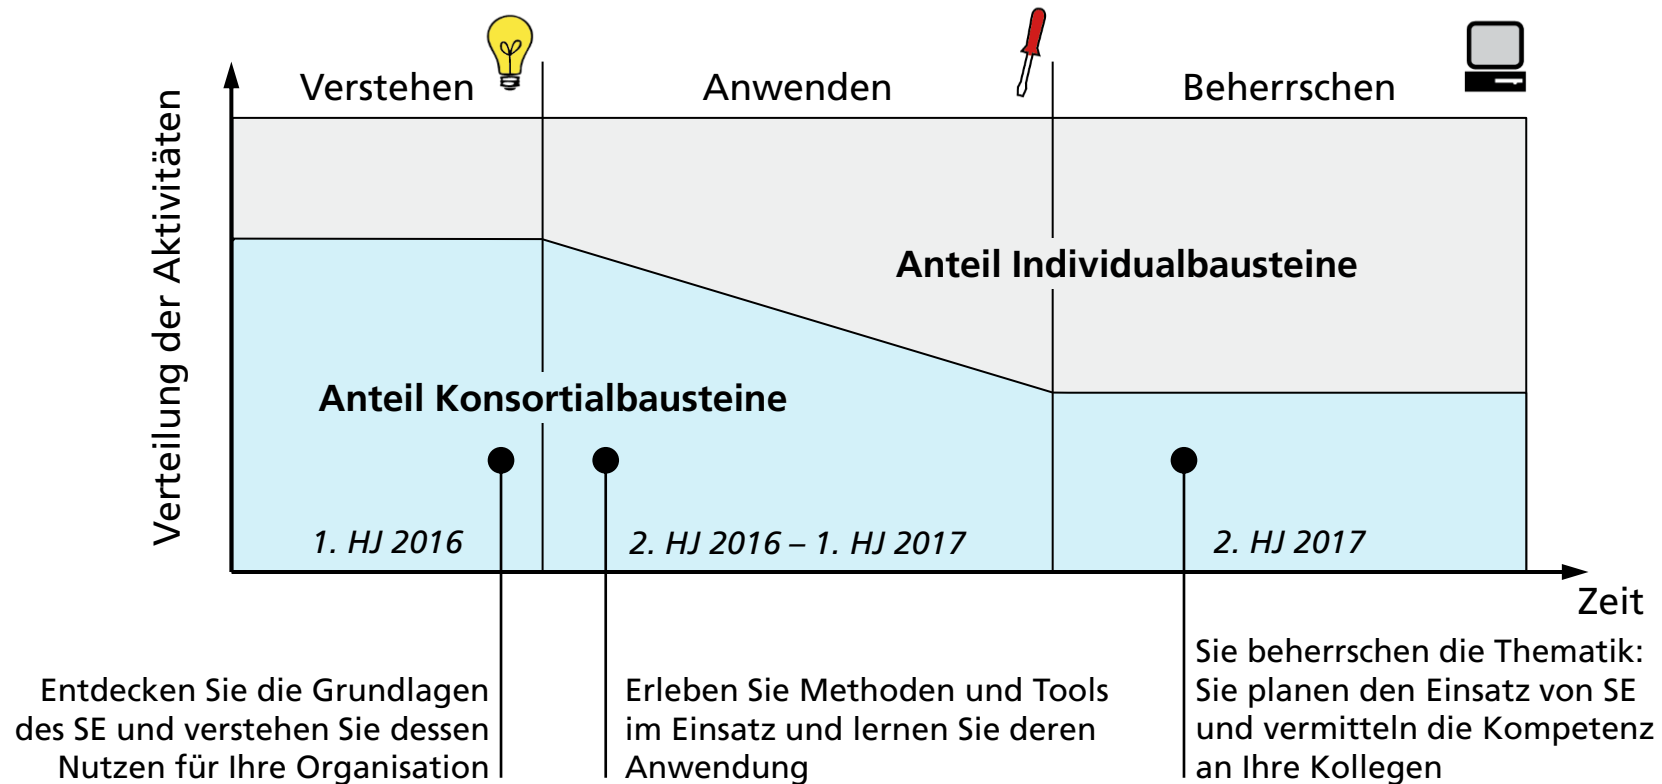 Verstehen
Anwenden
Beherrschen
Verteilung der Aktivitäten
Anteil Individualbausteine
Anteil Konsortialbausteine
1. HJ 2016
2. HJ 2016 – 1. HJ 2017
2. HJ 2017
Zeit
Entdecken Sie die Grundlagen
des SE und verstehen Sie dessen
Nutzen für Ihre Organisation
Erleben Sie Methoden und Tools
im Einsatz und lernen Sie deren
Anwendung
Sie beherrschen die Thematik:
Sie planen den Einsatz von SE
und vermitteln die Kompetenz
an Ihre Kollegen